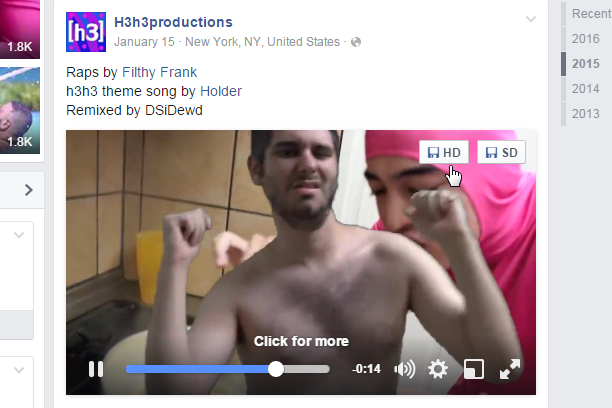 1.8K
1.8K
[h3]
H3h3productions
January 15 · New York, NY, United States ·
Raps by Filthy Frank
h3h3 theme song by Holder
Remixed by DSiDewd
HD
SD
Click for more
-0:14
Recent
2016
2015
2014
2013